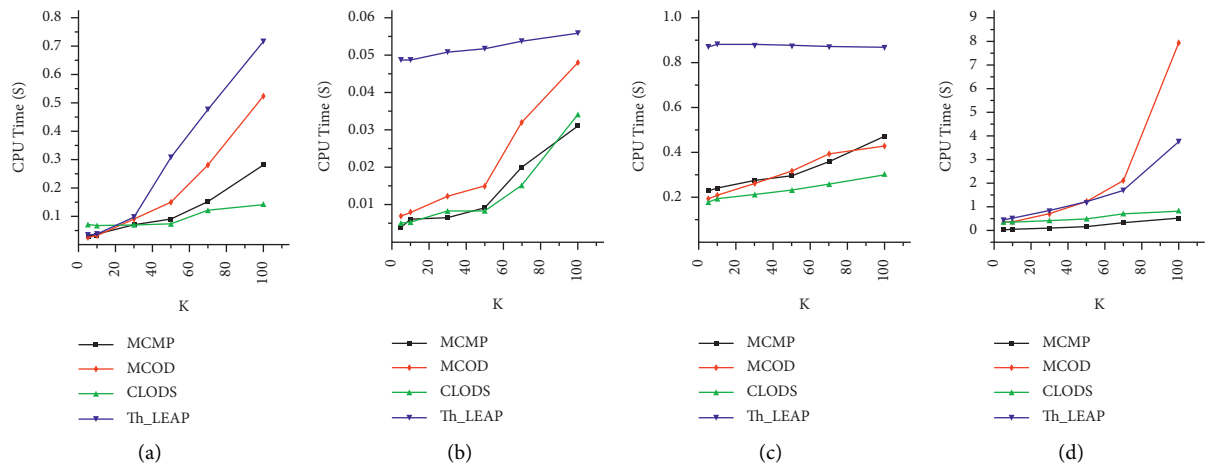 0.8
0.7
0.6
0.5
0.4
0.3
0.2
0.1
CPU Time (S)
0
20
40
60
80
100
K
MCMP
MCOD
CLODS
Th_LEAP
(a)
0.06
0.05
0.04
0.03
0.02
0.01
CPU Time (S)
0
20
40
60
80
100
K
MCMP
MCOD
CLODS
Th_LEAP
(b)
1.0
0.8
0.6
0.4
0.2
CPU Time (S)
0
20
40
60
80
100
K
MCMP
MCOD
CLODS
Th_LEAP
(c)
9
8
7
6
5
4
3
2
1
0
CPU Time (S)
0
20
40
60
80
100
K
MCMP
MCOD
CLODS
Th_LEAP
(d)